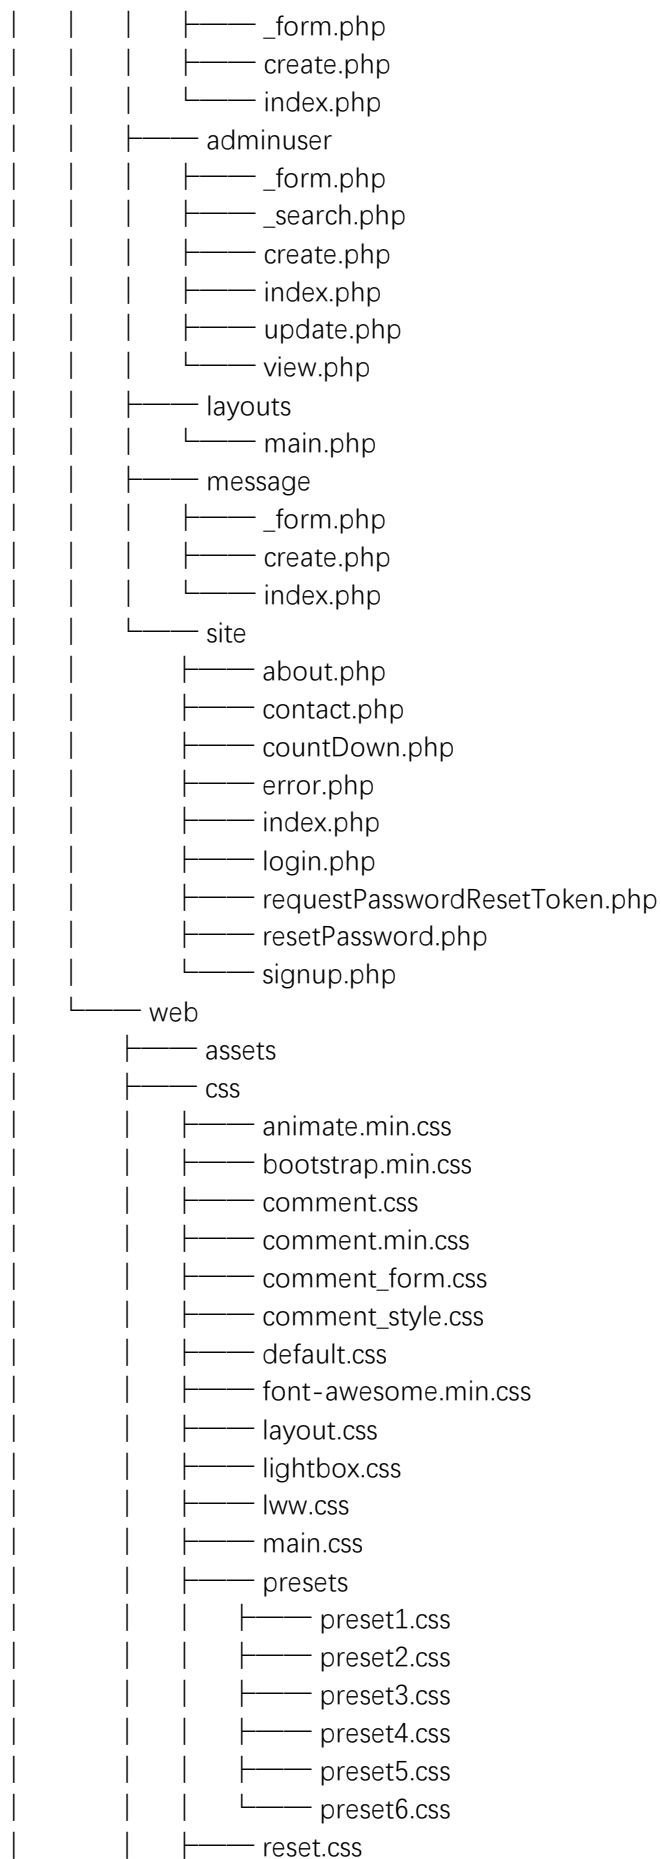 _form.php
create.php
index.php
adminuser
_form.php
_search.php
create.php
index.php
update.php
view.php
layouts
main.php
message
_form.php
create.php
index.php
site
about.php
contact.php
countDown.php
error.php
index.php
login.php
requestPasswordResetToken.php
resetPassword.php
signup.php
web
assets
css
animate.min.css
bootstrap.min.css
comment.css
comment.min.css
comment_form.css
comment_style.css
default.css
font-awesome.min.css
layout.css
lightbox.css
lww.css
main.css
presets
preset1.css
preset2.css
preset3.css
preset4.css
preset5.css
preset6.css
reset.css